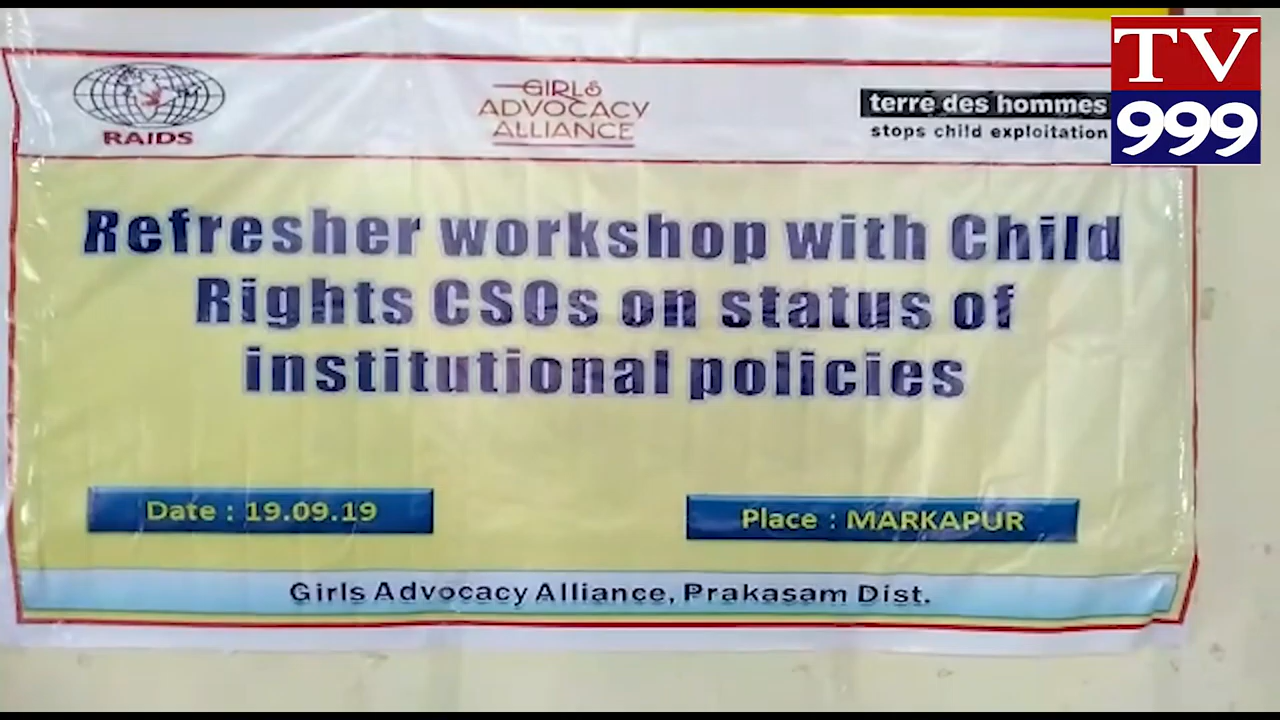 RAIDS
GIRLS
ADVOCACY
ALLIANCE
terre des hommes
stops child exploitation
TV
999
Refresher workshop with Child
Rights CSOs on status of
institutional policies
Date : 19.09.19
Place : MARKAPUR
Girls Advocacy Alliance, Prakasam Dist.